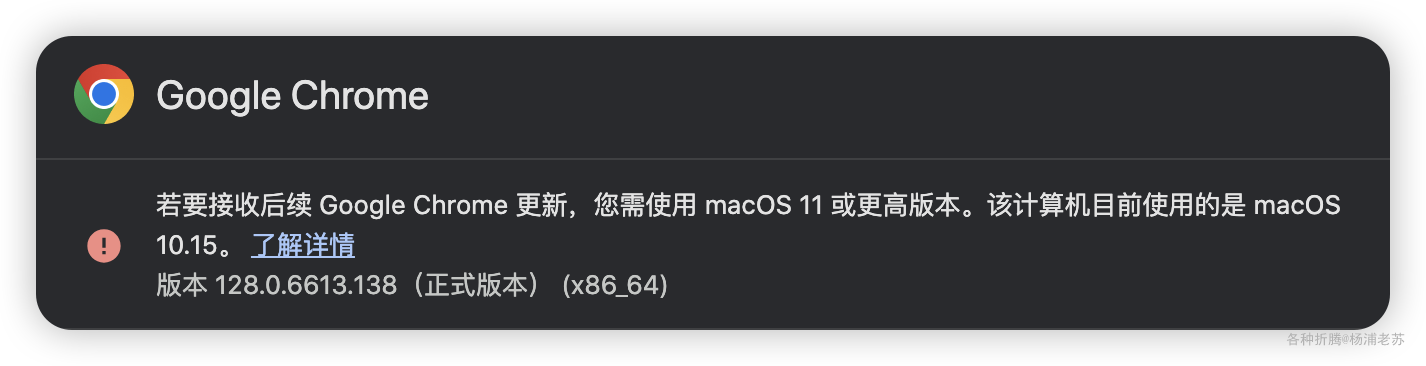 Google Chrome
若要接收后续 Google Chrome 更新，您需使用 macOS 11 或更高版本。该计算机目前使用的是 macOS
10.15。 了解详情
版本 128.0.6613.138（正式版本） (x86_64)
各种折腾@杨浦老苏